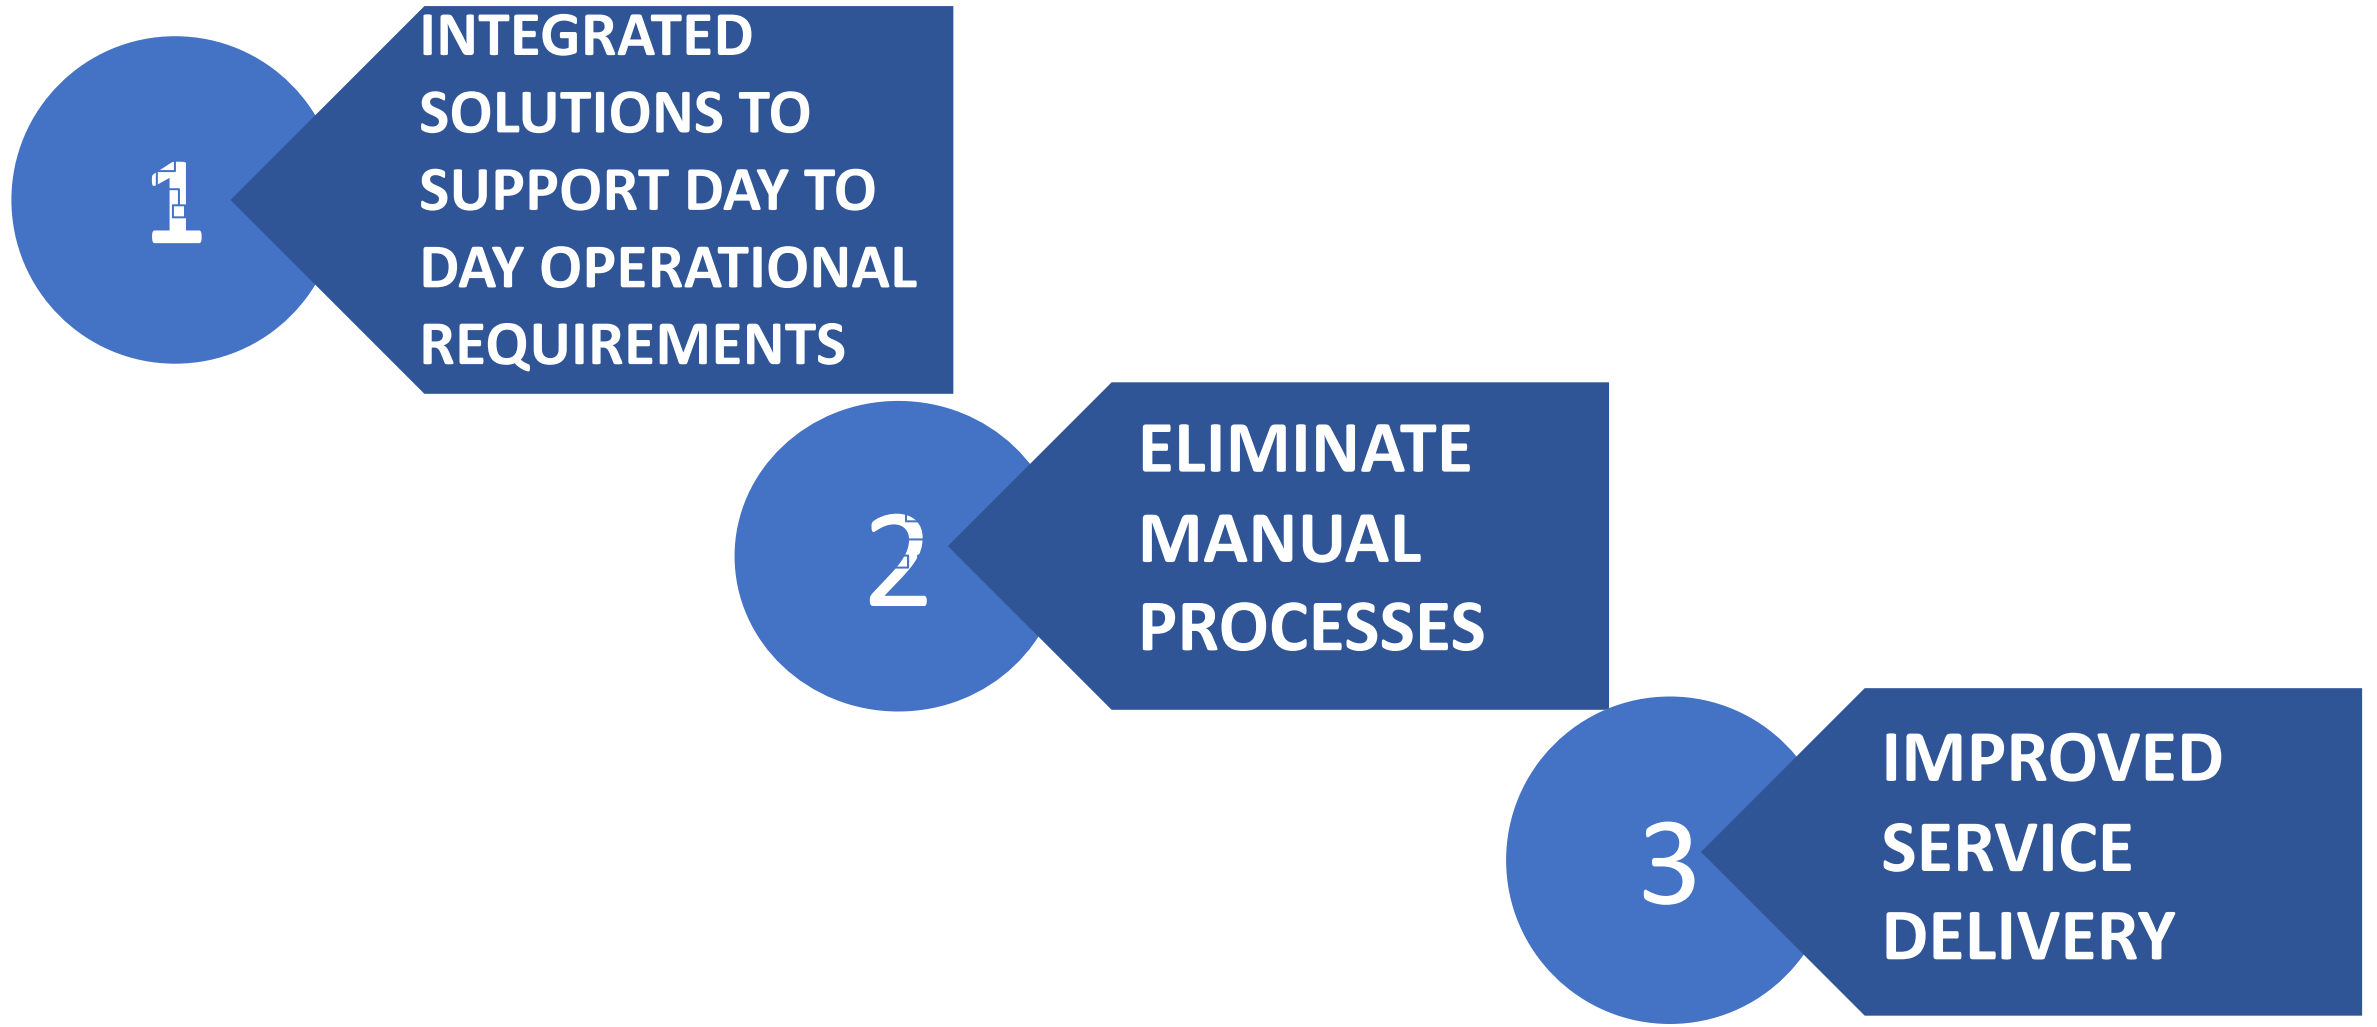 1
INTEGRATED
SOLUTIONS TO
SUPPORT DAY TO
DAY OPERATIONAL
REQUIREMENTS
2
ELIMINATE
MANUAL
PROCESSES
3
IMPROVED
SERVICE
DELIVERY